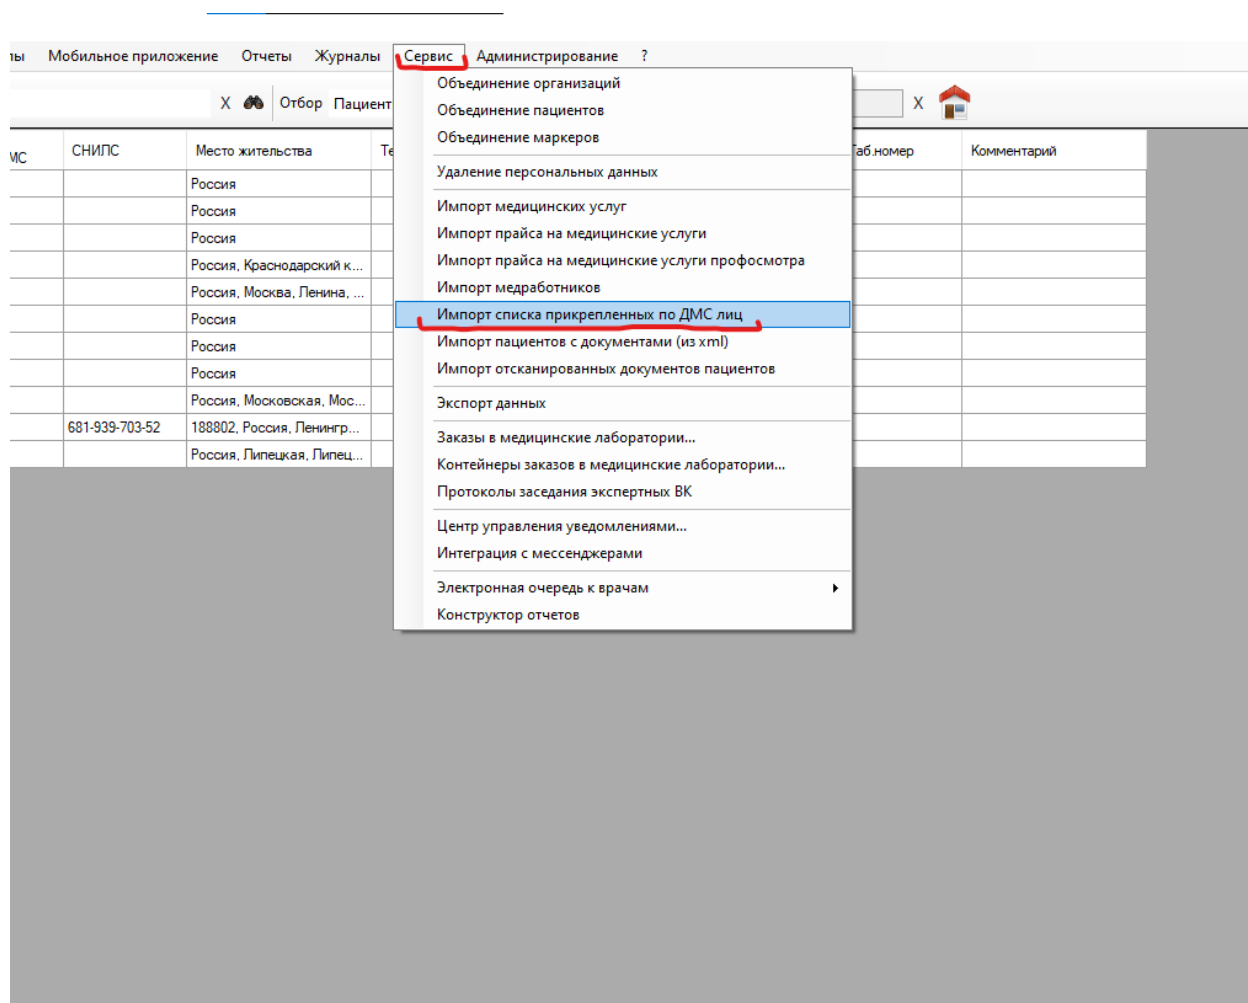 лы Мобильное приложение Отчеты Журналы Сервис Администрирование ?
X Отбор Пациент X
МС СНИЛС Место жительства Те Таб.номер Комментарий
Объединение организаций
Объединение пациентов
Объединение маркеров
Удаление персональных данных
Импорт медицинских услуг
Импорт прайса на медицинские услуги
Импорт прайса на медицинские услуги профосмотра
Импорт медработников
Импорт списка прикрепленных по ДМС лиц
Импорт пациентов с документами (из xml)
Импорт отсканированных документов пациентов
Экспорт данных
Заказы в медицинские лаборатории...
Контейнеры заказов в медицинские лаборатории...
Протоколы заседания экспертных ВК
Центр управления уведомлениями...
Интеграция с мессенджерами
Электронная очередь к врачам
Конструктор отчетов
Россия
Россия
Россия
Россия, Краснодарский к...
Россия, Москва, Ленина, ...
Россия
Россия
Россия
Россия, Московская, Мос...
681-939-703-52 188802, Россия, Ленингр...
Россия, Липецкая, Липец...